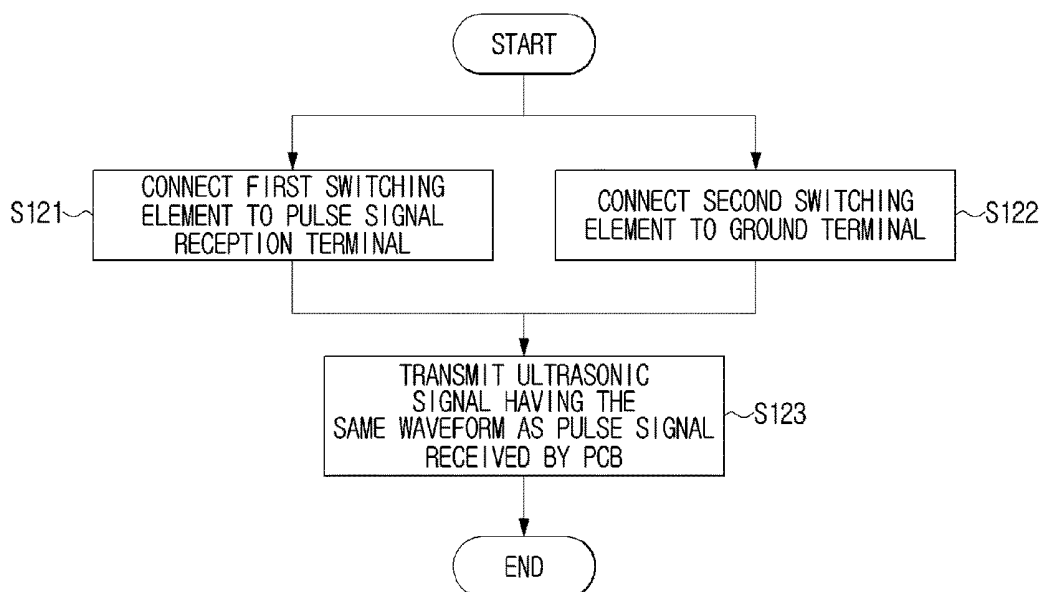 START
S121
CONNECT FIRST SWITCHING
ELEMENT TO PULSE SIGNAL
RECEPTION TERMINAL
CONNECT SECOND SWITCHING
ELEMENT TO GROUND TERMINAL
S122
TRANSMIT ULTRASONIC
SIGNAL HAVING THE
SAME WAVEFORM AS PULSE SIGNAL
RECEIVED BY PCB
S123
END